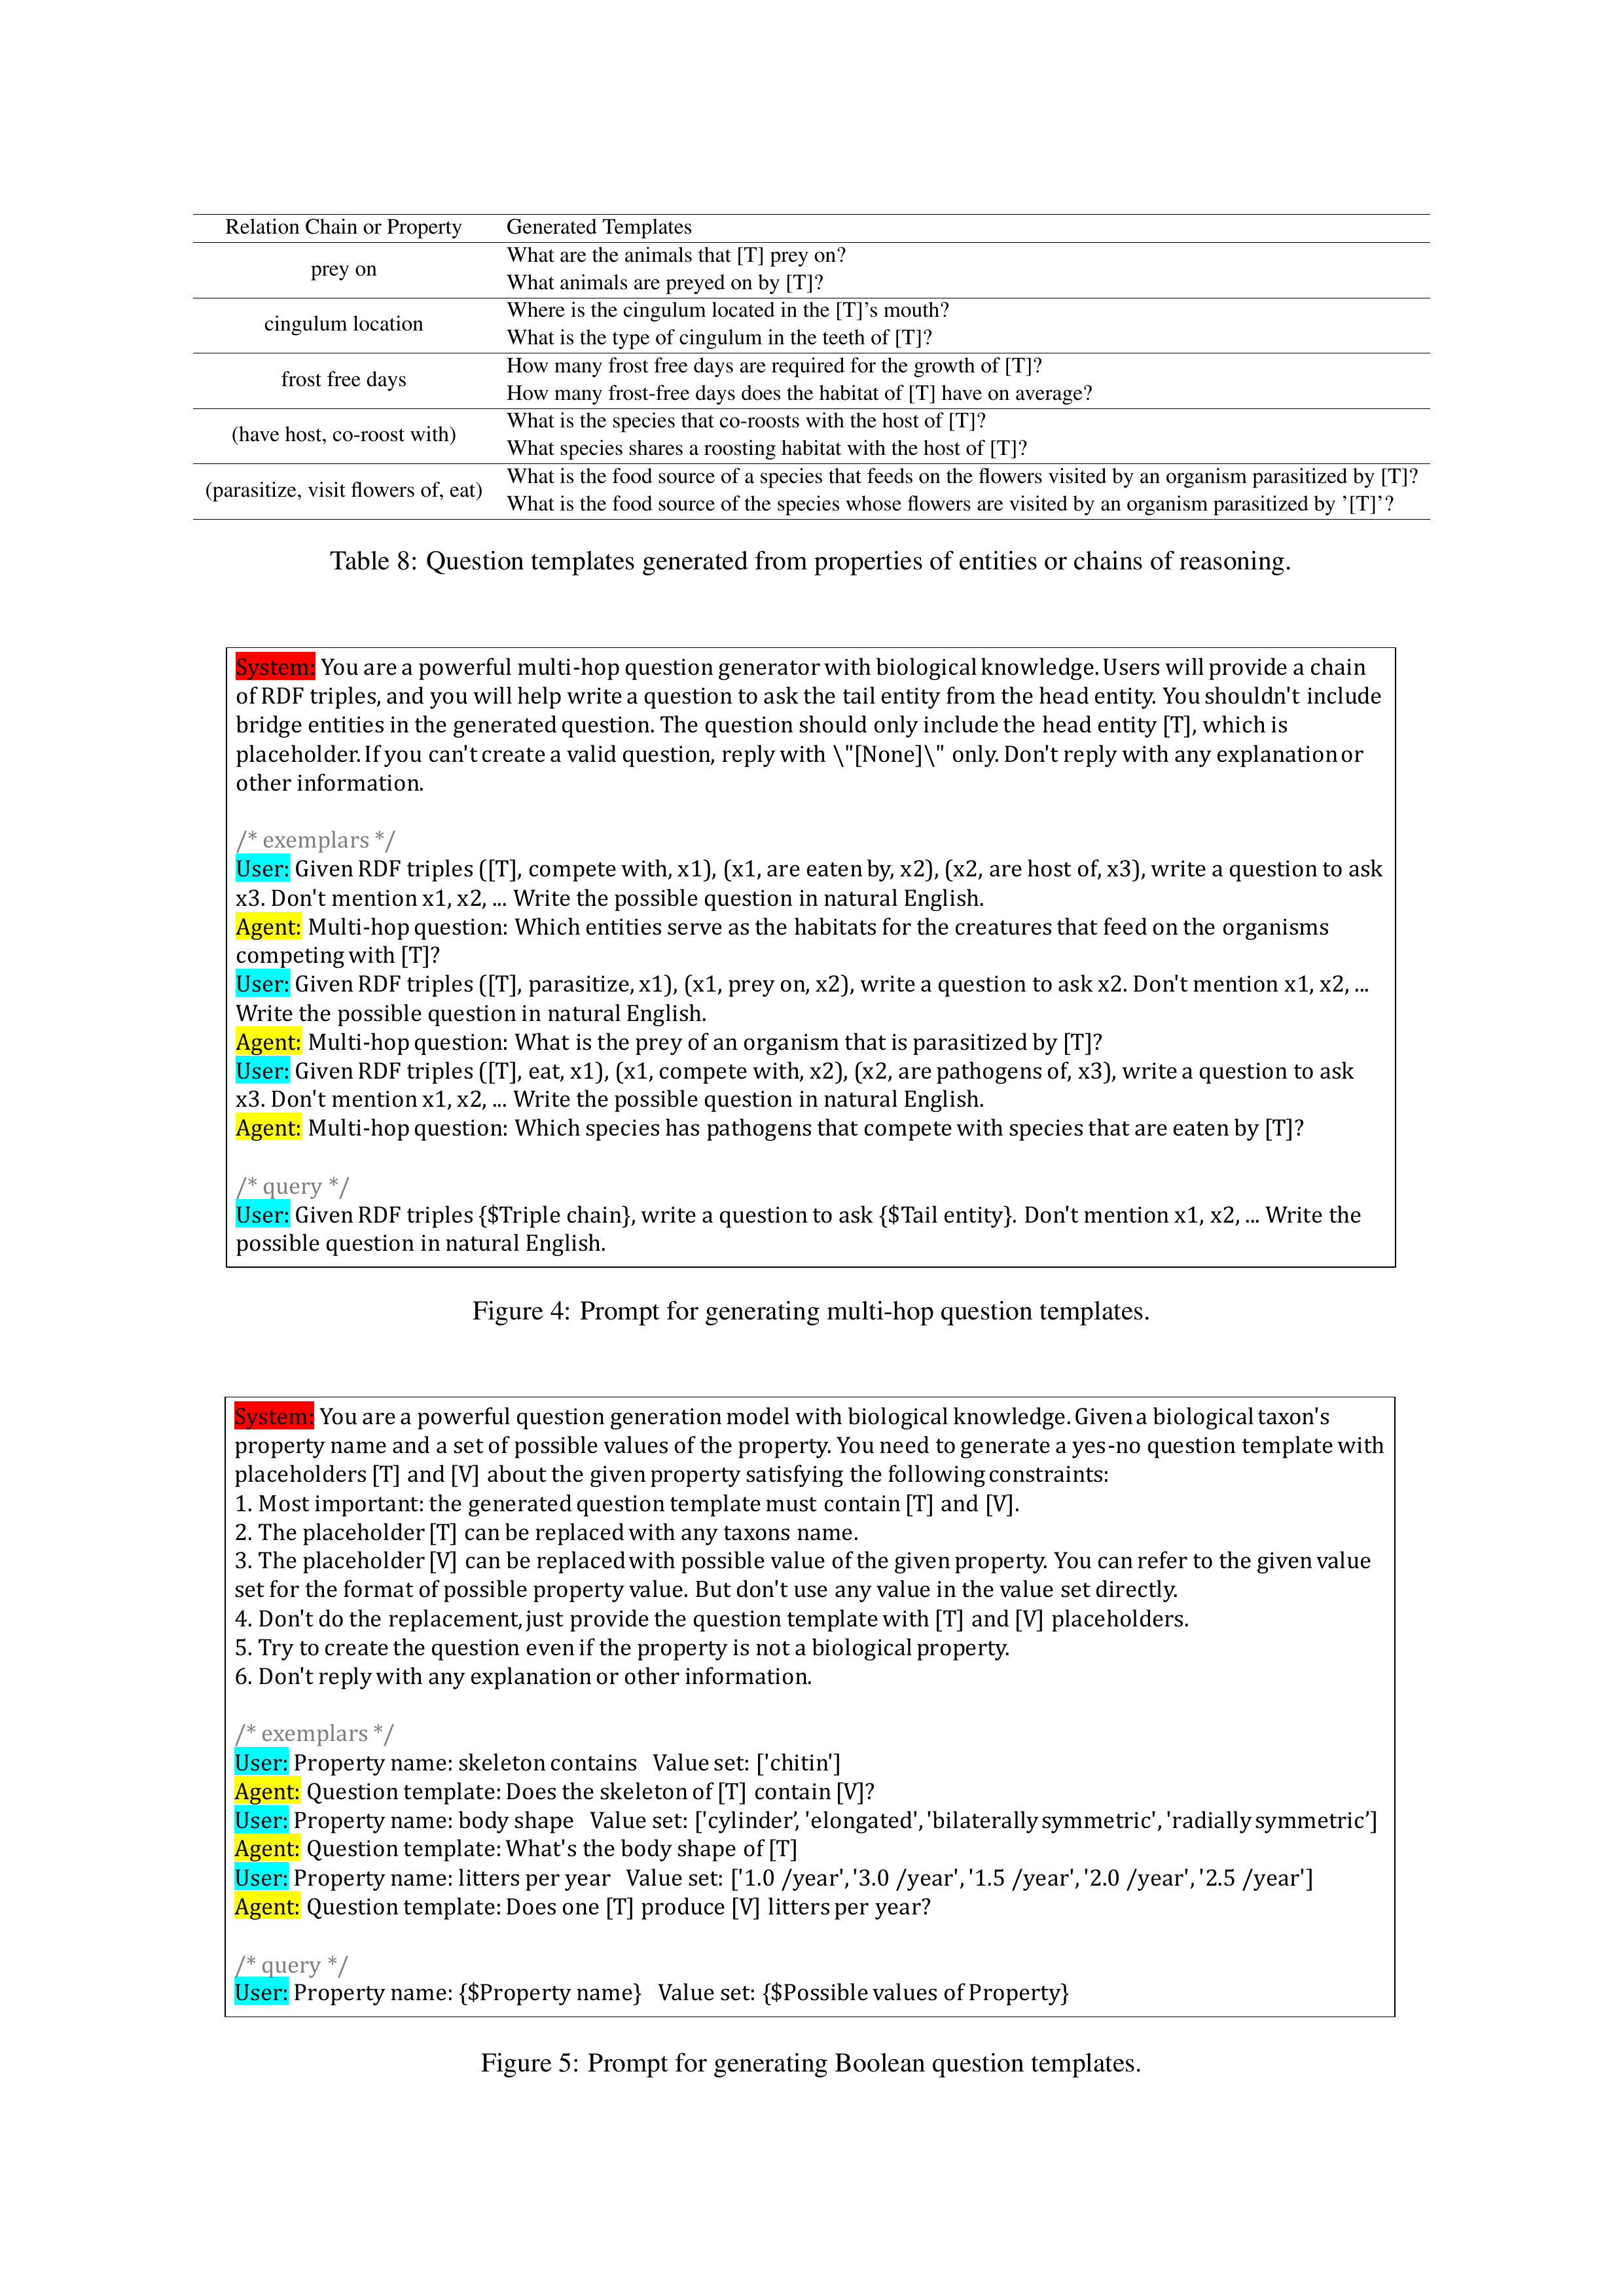 Relation Chain or Property Generated Templates
prey on
What are the animals that [T] prey on?
What animals are preyed on by [T]?
cingulum location
Where is the cingulum located in the [T]'s mouth?
What is the type of cingulum in the teeth of [T]?
frost free days
How many frost free days are required for the growth of [T]?
How many frost-free days does the habitat of [T] have on average?
(have host, co-roost with)
What is the species that co-roosts with the host of [T]?
What species shares a roosting habitat with the host of [T]?
(parasitize, visit flowers of, eat)
What is the food source of a species that feeds on the flowers visited by an organism parasitized by [T]?
What is the food source of the species whose flowers are visited by an organism parasitized by '[T]'?
Table 8: Question templates generated from properties of entities or chains of reasoning.
System: You are a powerful multi-hop question generator with biological knowledge. Users will provide a chain
of RDF triples, and you will help write a question to ask the tail entity from the head entity. You shouldn't include
bridge entities in the generated question. The question should only include the head entity [T], which is
placeholder. If you can't create a valid question, reply with \"[None]\" only. Don't reply with any explanation or
other information.
/* exemplars */
User: Given RDF triples ([T], compete with, x1), (x1, are eaten by, x2), (x2, are host of, x3), write a question to ask
x3. Don't mention x1, x2, ... Write the possible question in natural English.
Agent: Multi-hop question: Which entities serve as the habitats for the creatures that feed on the organisms
competing with [T]?
User: Given RDF triples ([T], parasitize, x1), (x1, prey on, x2), write a question to ask x2. Don't mention x1, x2, ...
Write the possible question in natural English.
Agent: Multi-hop question: What is the prey of an organism that is parasitized by [T]?
User: Given RDF triples ([T], eat, x1), (x1, compete with, x2), (x2, are pathogens of, x3), write a question to ask
x3. Don't mention x1, x2, ... Write the possible question in natural English.
Agent: Multi-hop question: Which species has pathogens that compete with species that are eaten by [T]?
/* query */
User: Given RDF triples {$Triple chain}, write a question to ask {$Tail entity}. Don't mention x1, x2, ... Write the
possible question in natural English.
Figure 4: Prompt for generating multi-hop question templates.
System: You are a powerful question generation model with biological knowledge. Given a biological taxon's
property name and a set of possible values of the property. You need to generate a yes-no question template with
placeholders [T] and [V] about the given property satisfying the following constraints:
1. Most important: the generated question template must contain [T] and [V].
2. The placeholder [T] can be replaced with any taxons name.
3. The placeholder [V] can be replaced with possible value of the given property. You can refer to the given value
set for the format of possible property value. But don't use any value in the value set directly.
4. Don't do the replacement, just provide the question template with [T] and [V] placeholders.
5. Try to create the question even if the property is not a biological property.
6. Don't reply with any explanation or other information.
/* exemplars */
User: Property name: skeleton contains   Value set: ['chitin']
Agent: Question template: Does the skeleton of [T] contain [V]?
User: Property name: body shape   Value set: ['cylinder’, 'elongated', 'bilaterally symmetric', 'radially symmetric’]
Agent: Question template: What's the body shape of [T]
User: Property name: litters per year   Value set: ['1.0 /year', '3.0 /year', '1.5 /year', '2.0 /year', '2.5 /year']
Agent: Question template: Does one [T] produce [V] litters per year?
/* query */
User: Property name: {$Property name}   Value set: {$Possible values of Property}
Figure 5: Prompt for generating Boolean question templates.